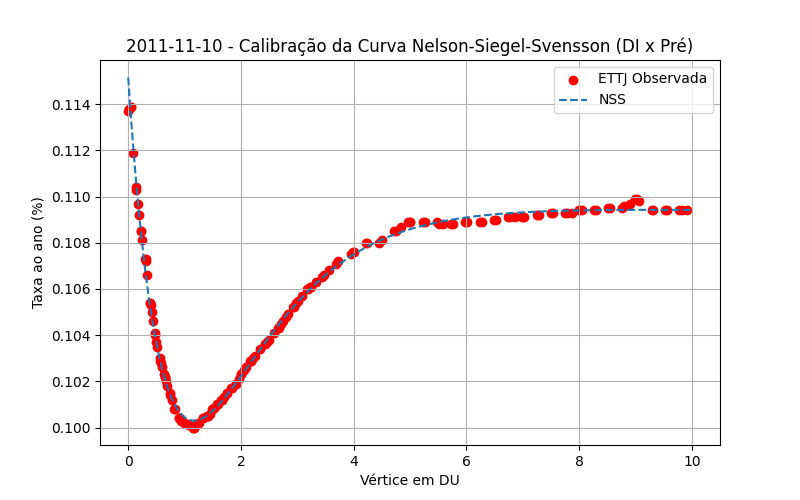 2011-11-10 - Calibração da Curva Nelson-Siegel-Svensson (DI x Pré)
ETTJ Observada
NSS
Taxa ao ano (%)
0.114
0.112
0.110
0.108
0.106
0.104
0.102
0.100
0 2 4 6 8 10
Vértice em DU